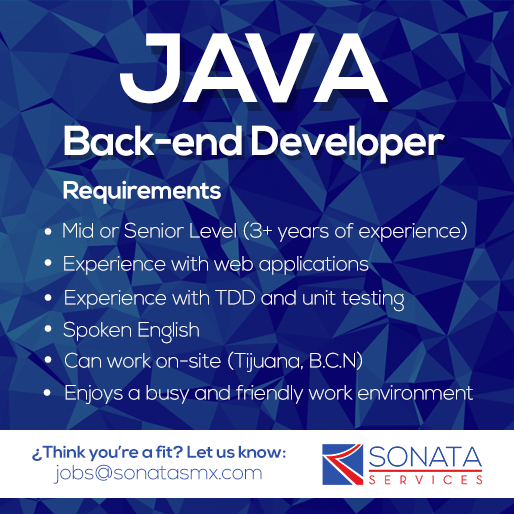 JAVA
Back-end Developer
Requirements
• Mid or Senior Level (3+ years of experience)
• Experience with web applications
• Experience with TDD and unit testing
• Spoken English
• Can work on-site (Tijuana, B.C.N)
• Enjoys a busy and friendly work environment
¿Think you're a fit? Let us know:
jobs@sonatasmx.com
SONATA
SERVICES